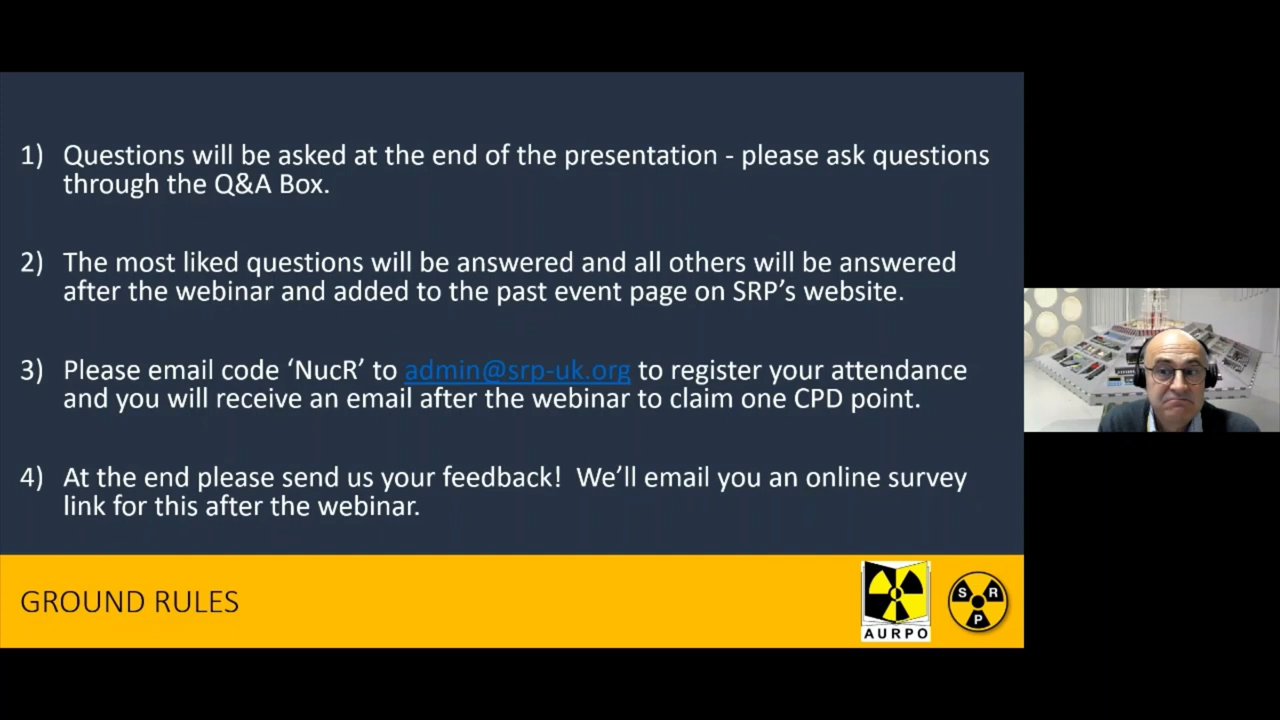 1) Questions will be asked at the end of the presentation - please ask questions
through the Q&A Box.
2) The most liked questions will be answered and all others will be answered
after the webinar and added to the past event page on SRP’s website.
3) Please email code ‘NucR’ to admin@srp-uk.org to register your attendance
and you will receive an email after the webinar to claim one CPD point.
4) At the end please send us your feedback!  We’ll email you an online survey
link for this after the webinar.
GROUND RULES
AURPO
S R
P